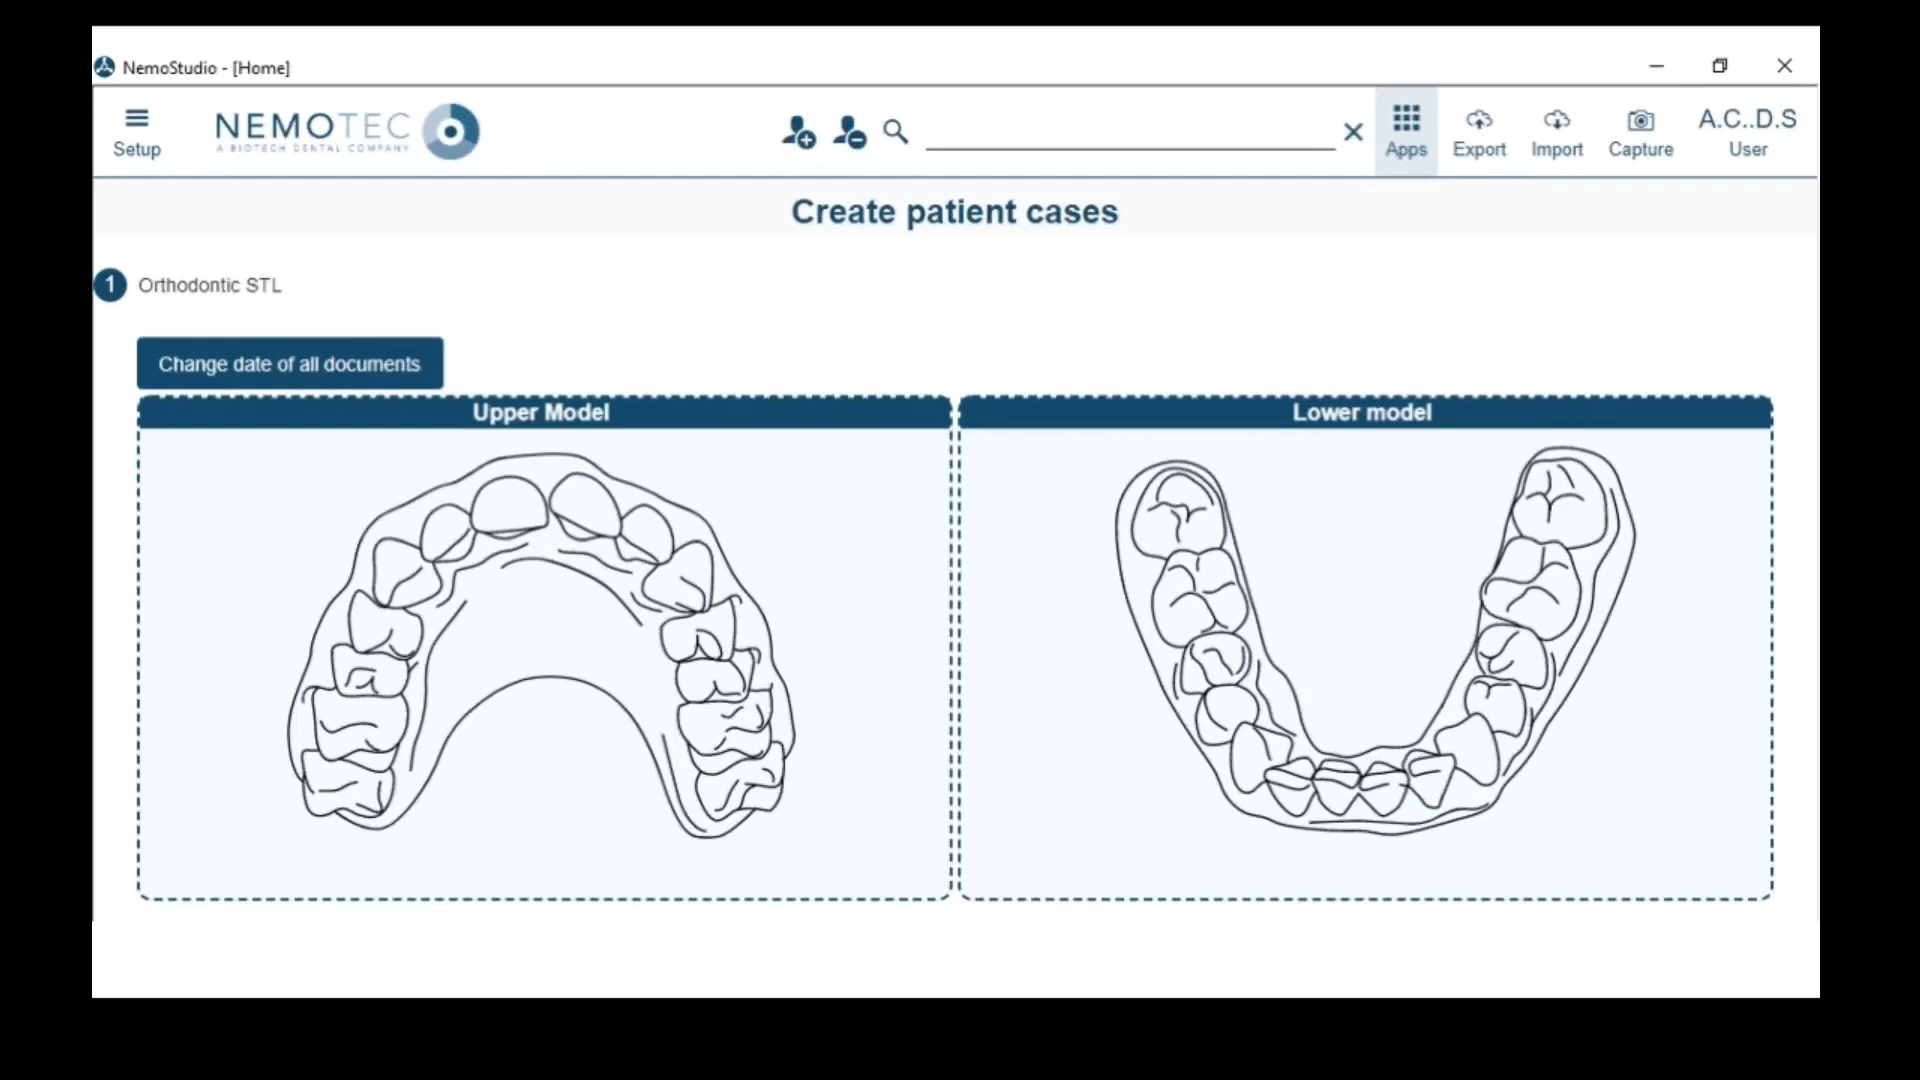 NemoStudio - [Home]
Setup
NEMOTEC
A BIOTECH DENTAL COMPANY
Apps
Export
Import
Capture
A.C..D.S
User
Create patient cases
1 Orthodontic STL
Change date of all documents
Upper Model
Lower model